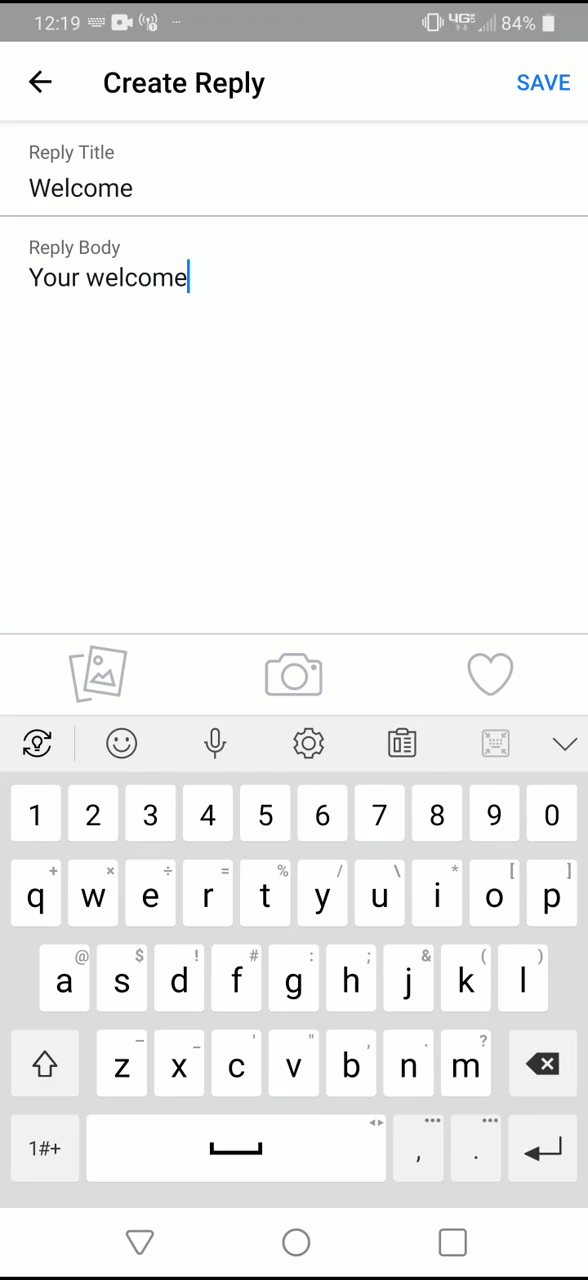 12:19 84%
Create Reply SAVE
Reply Title
Welcome
Reply Body
Your welcome
1 2 3 4 5 6 7 8 9 0
+ × ÷ = % / \ * [ ]
q w e r t y u i o p
@ $ ! # : ; & ( )
a s d f g h j k l
– _ ' " , . ?
z x c v b n m
1#+ , .